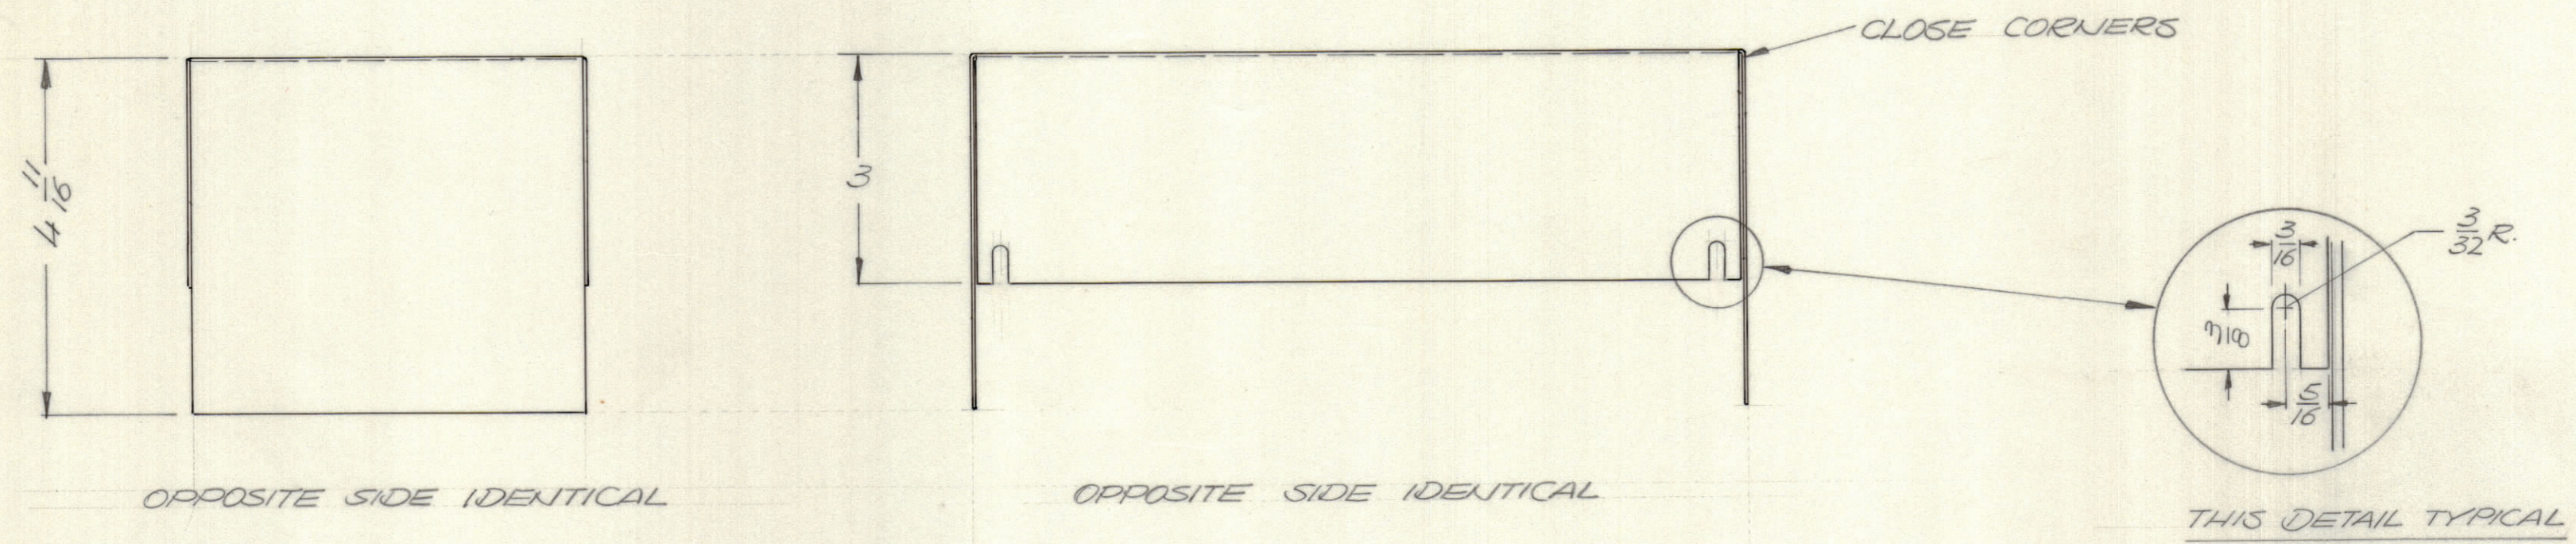 4 11/16
3
CLOSE CORNERS
3/16
3/32 R.
3/8
5/16
OPPOSITE SIDE IDENTICAL
OPPOSITE SIDE IDENTICAL
THIS DETAIL TYPICAL